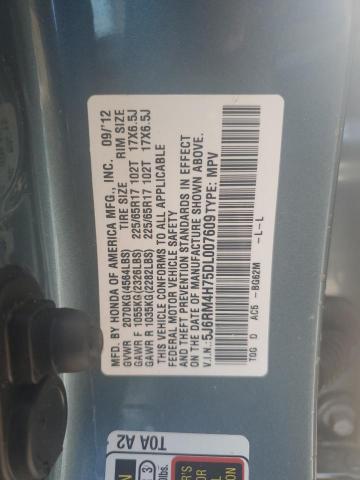 MFD. BY HONDA OF AMERICA MFG., INC. 09/'12
TIRE SIZE RIM SIZE
GVWR 2070KG(4564LBS)
GAWR F 1055KG(2326LBS) 225/65R17 102T 17X6.5J
GAWR R 1035KG(2282LBS) 225/65R17 102T 17X6.5J
THIS VEHICLE CONFORMS TO ALL APPLICABLE
FEDERAL MOTOR VEHICLE SAFETY
AND THEFT PREVENTION STANDARDS IN EFFECT
ON THE DATE OF MANUFACTURE SHOWN ABOVE.
V.I.N.: 5J6RM4H75DL007609 TYPE: MPV
TOG D AC5 -BG62M -L-L
T0A A2
3
lbs.